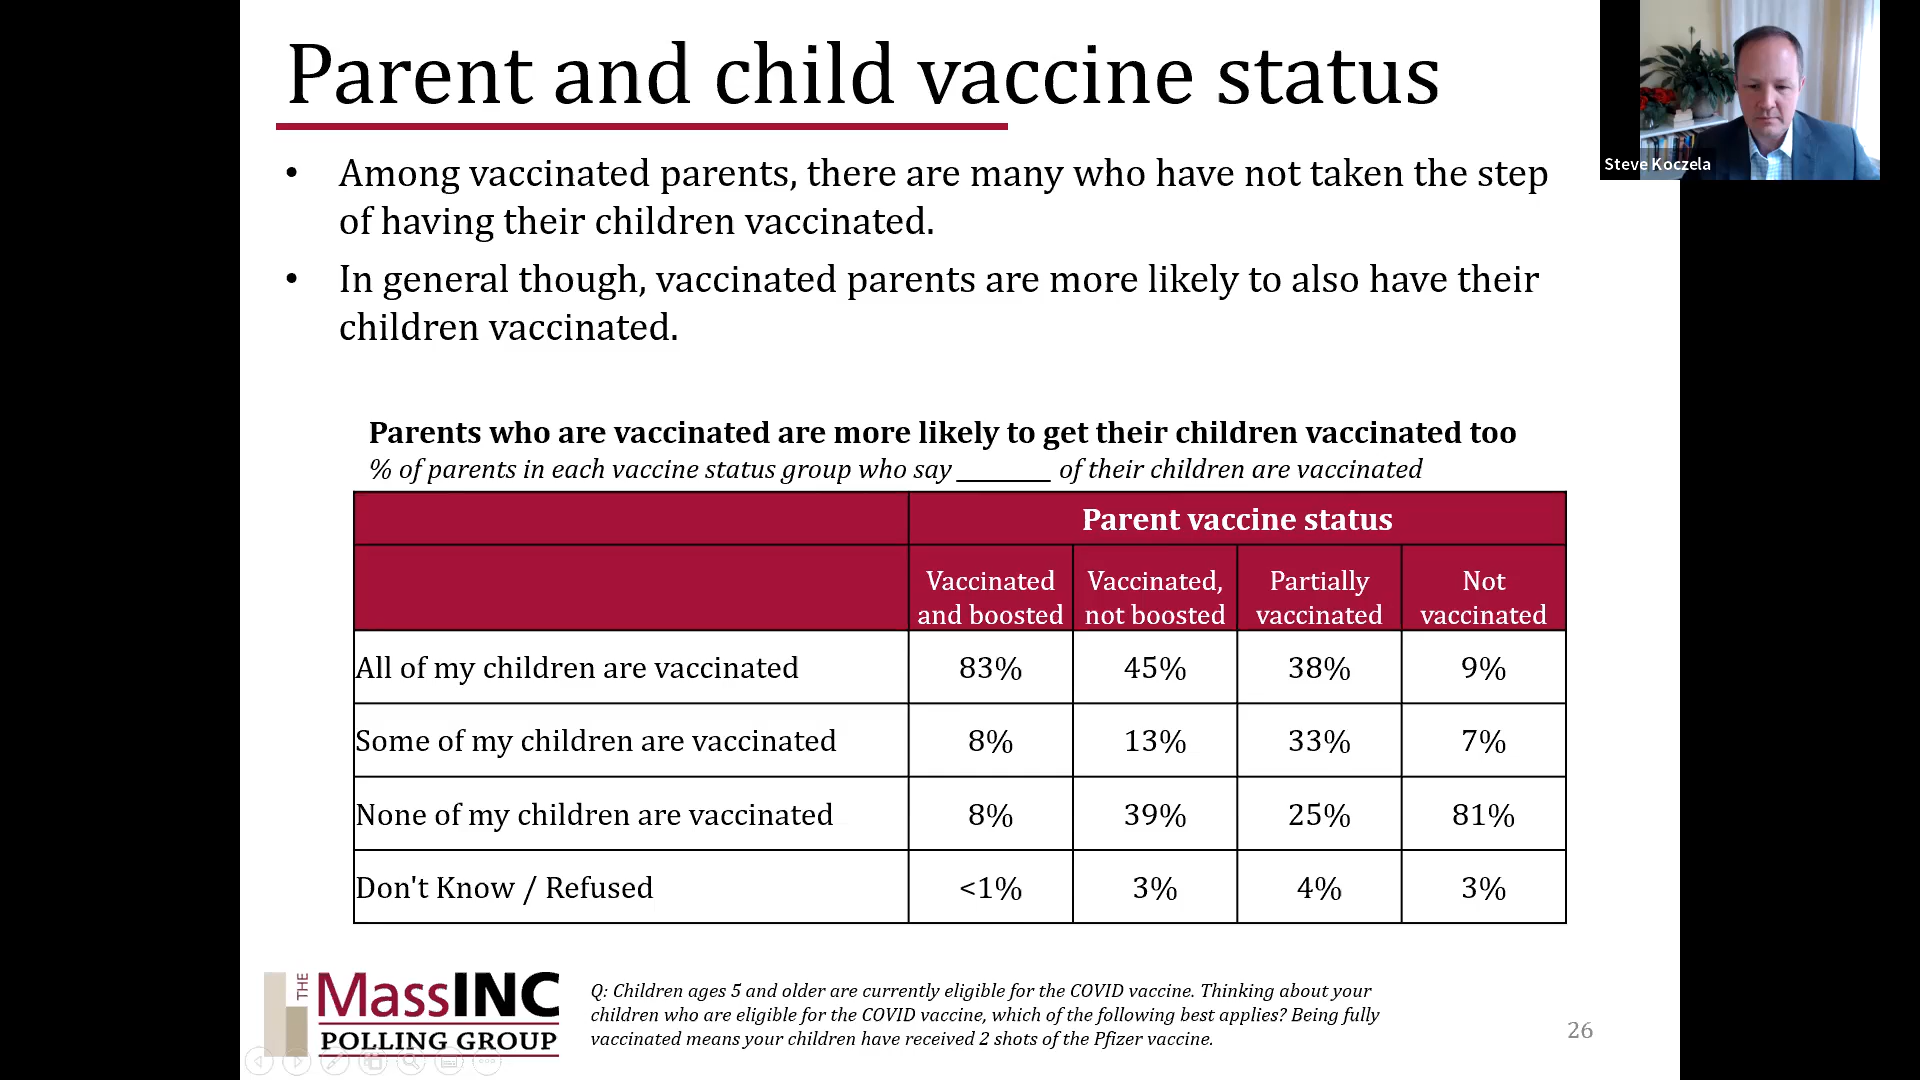 Parent and child vaccine status
Steve Koczela
• Among vaccinated parents, there are many who have not taken the step
of having their children vaccinated.
• In general though, vaccinated parents are more likely to also have their
children vaccinated.
Parents who are vaccinated are more likely to get their children vaccinated too
% of parents in each vaccine status group who say _______ of their children are vaccinated
Parent vaccine status
Vaccinated and boosted Vaccinated, not boosted Partially vaccinated Not vaccinated
All of my children are vaccinated 83% 45% 38% 9%
Some of my children are vaccinated 8% 13% 33% 7%
None of my children are vaccinated 8% 39% 25% 81%
Don't Know / Refused <1% 3% 4% 3%
THE MassINC
POLLING GROUP
Q: Children ages 5 and older are currently eligible for the COVID vaccine. Thinking about your
children who are eligible for the COVID vaccine, which of the following best applies? Being fully
vaccinated means your children have received 2 shots of the Pfizer vaccine.
26